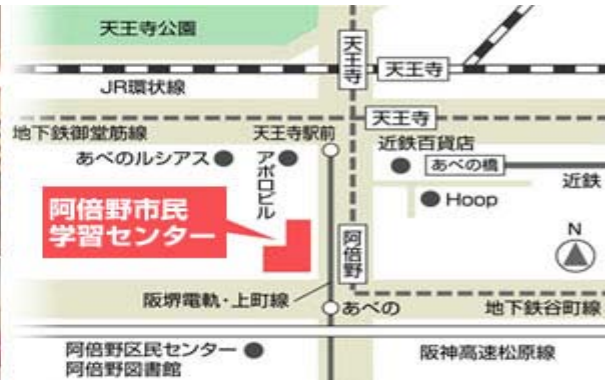 天王寺公園
天王寺
天王寺
JR環状線
天王寺
地下鉄御堂筋線
天王寺駅前
近鉄百貨店
あべのルシアス
アポロビル
あべの橋
近鉄
Hoop
阿倍野市民
学習センター
阿倍野
N
阪堺電軌・上町線
あべの
地下鉄谷町線
阿倍野区民センター
阿倍野図書館
阪神高速松原線